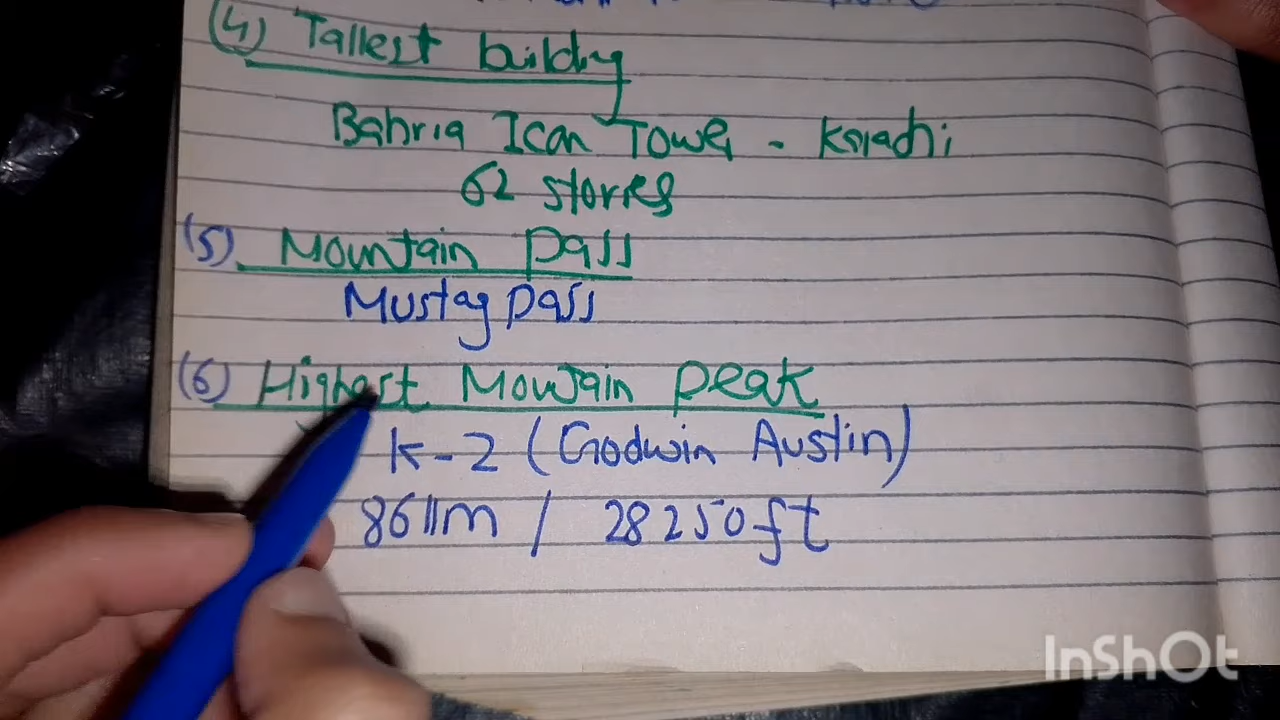 (4) Tallest building
Bahria Icon Tower - Karachi
62 stories
(5) Mountain pass
Mustag pass
(6) Highest Mountain peak
K-2 (Godwin Austin)
8611m / 28250ft
InShOt